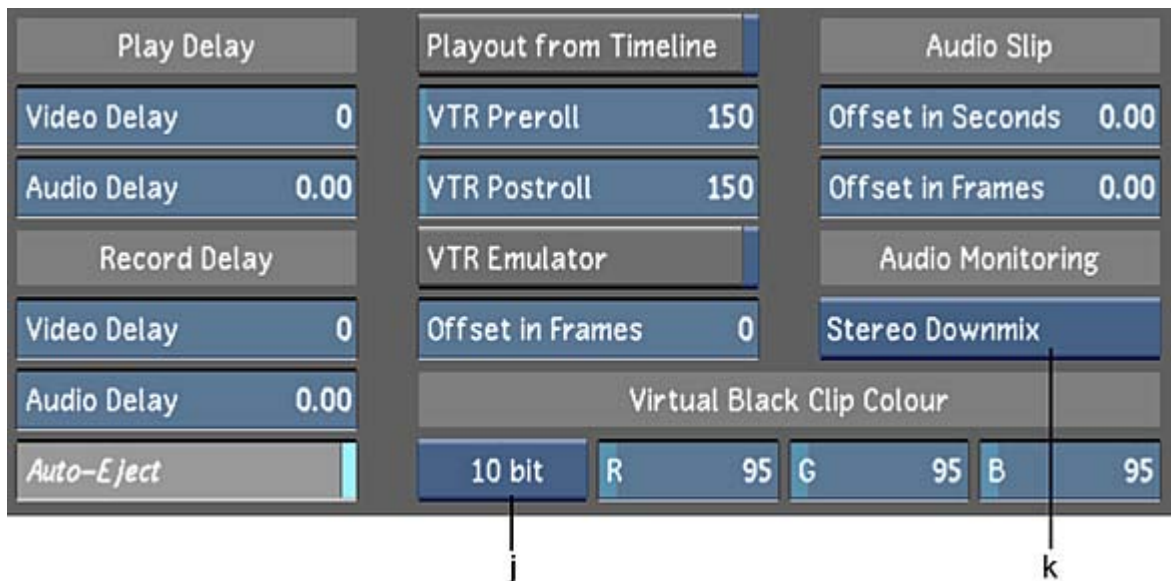 Play Delay
Video Delay 0
Audio Delay 0.00
Record Delay
Video Delay 0
Audio Delay 0.00
Auto-Eject
Playout from Timeline
VTR Preroll 150
VTR Postroll 150
VTR Emulator
Offset in Frames 0
Audio Slip
Offset in Seconds 0.00
Offset in Frames 0.00
Audio Monitoring
Stereo Downmix
Virtual Black Clip Colour
10 bit R 95 G 95 B 95
j k